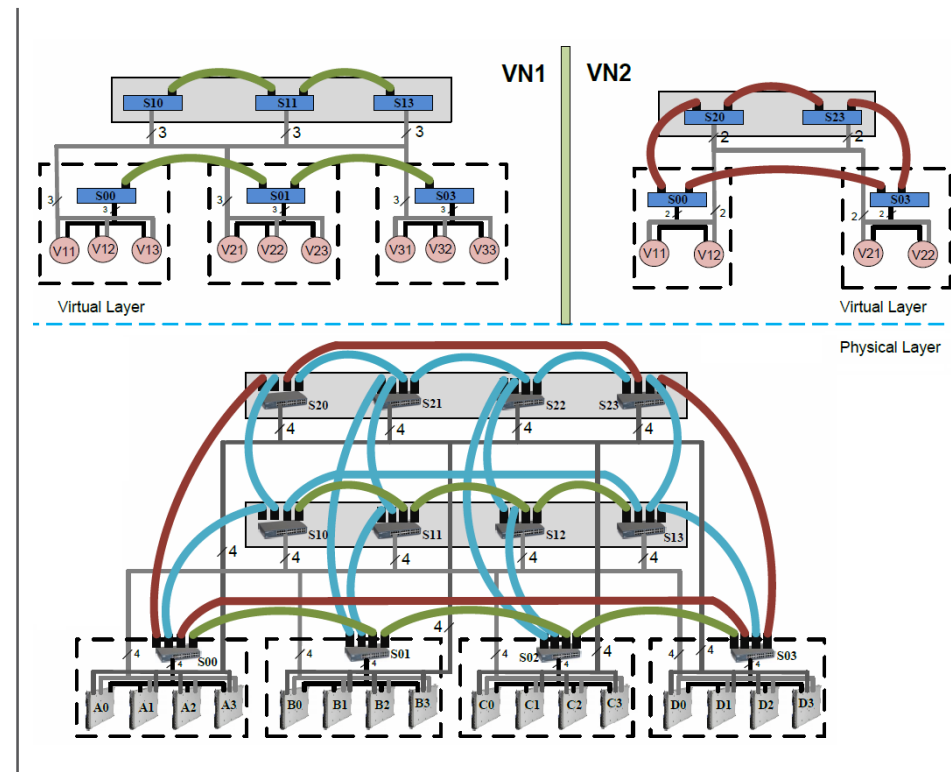 VN1 VN2
S10 S11 S13
3 3 3
S20 S23
2 2
S00 S01 S03
3 3 3 3 3 3
V11 V12 V13 V21 V22 V23 V31 V32 V33
S00 S03
2 2 2 2
V11 V12 V21 V22
Virtual Layer Virtual Layer
Physical Layer
S20 S21 S22 S23
4 4 4 4
S10 S11 S12 S13
4 4 4 4 4
4
4 4 4 4 4 4
S00 S01 S02 S03
4 4 4 4
A0 A1 A2 A3 B0 B1 B2 B3 C0 C1 C2 C3 D0 D1 D2 D3